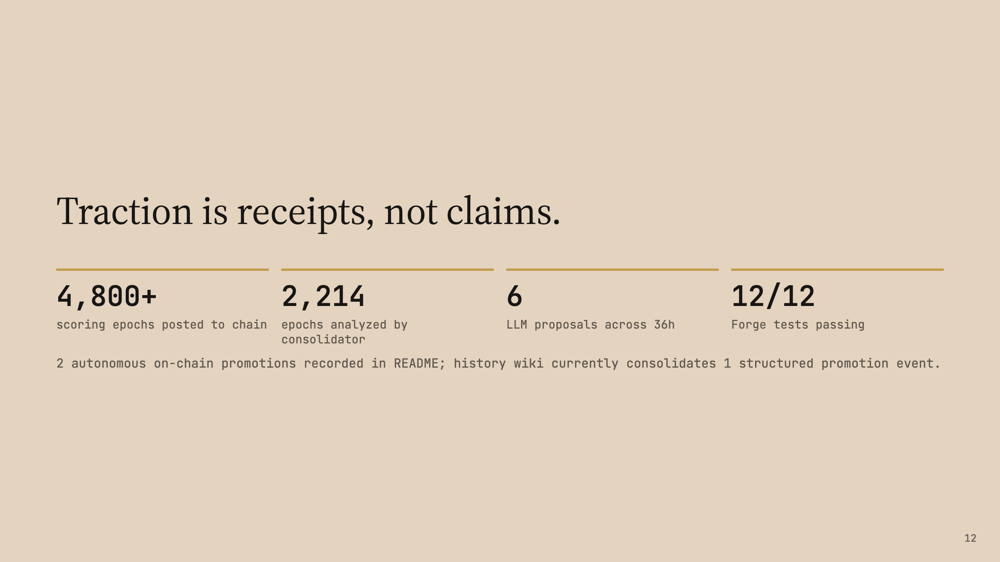 Traction is receipts, not claims.
4,800+
scoring epochs posted to chain
2,214
epochs analyzed by
consolidator
6
LLM proposals across 36h
12/12
Forge tests passing
2 autonomous on-chain promotions recorded in README; history wiki currently consolidates 1 structured promotion event.
12